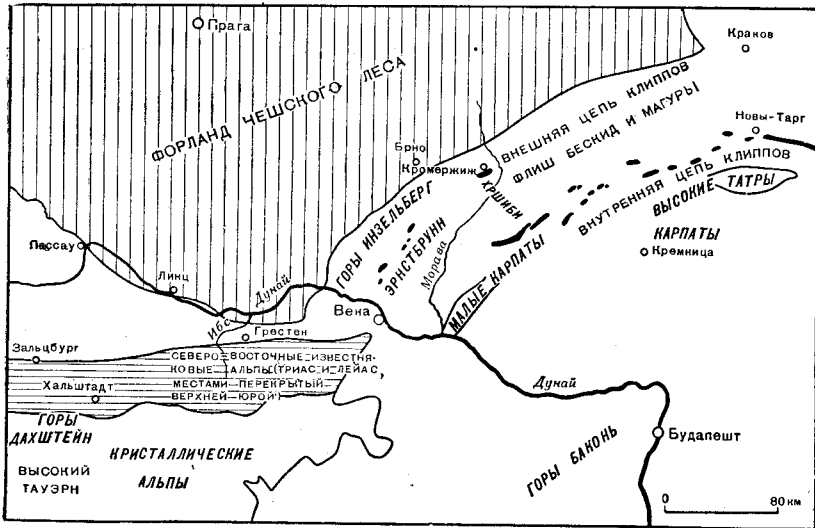 Прага
Краков
ФОРЛАНД ЧЕШСКОГО ЛЕСА
Брно
Кромержиж
ВНЕШНЯЯ ЦЕПЬ КЛИППОВ
ФЛИШ БЕСКИД И МАГУРЫ
Новы-Тарг
ВНУТРЕННЯЯ ЦЕПЬ КЛИППОВ
ВЫСОКИЕ
ТАТРЫ
ХРШИБИ
ГОРЫ ИНЗЕЛЬБЕРГ
ЭРНСТБРУНН
Морава
МАЛЫЕ КАРПАТЫ
КАРПАТЫ
Кремница
Пассау
Линц
Дунай
Ибс
Вена
Грестен
Зальцбург
СЕВЕРО-ВОСТОЧНЫЕ ИЗВЕСТНЯ-
КОВЫЕ АЛЬПЫ (ТРИАС И ЛЕЙАС,
МЕСТАМИ ПЕРЕКРЫТЫЙ
ВЕРХНЕЙ ЮРОЙ)
Хальштадт
Дунай
ГОРЫ
ДАХШТЕЙН
ВЫСОКИЙ
ТАУЭРН
КРИСТАЛЛИЧЕСКИЕ
АЛЬПЫ
ГОРЫ БАКОНЬ
Будапешт
0 80 км